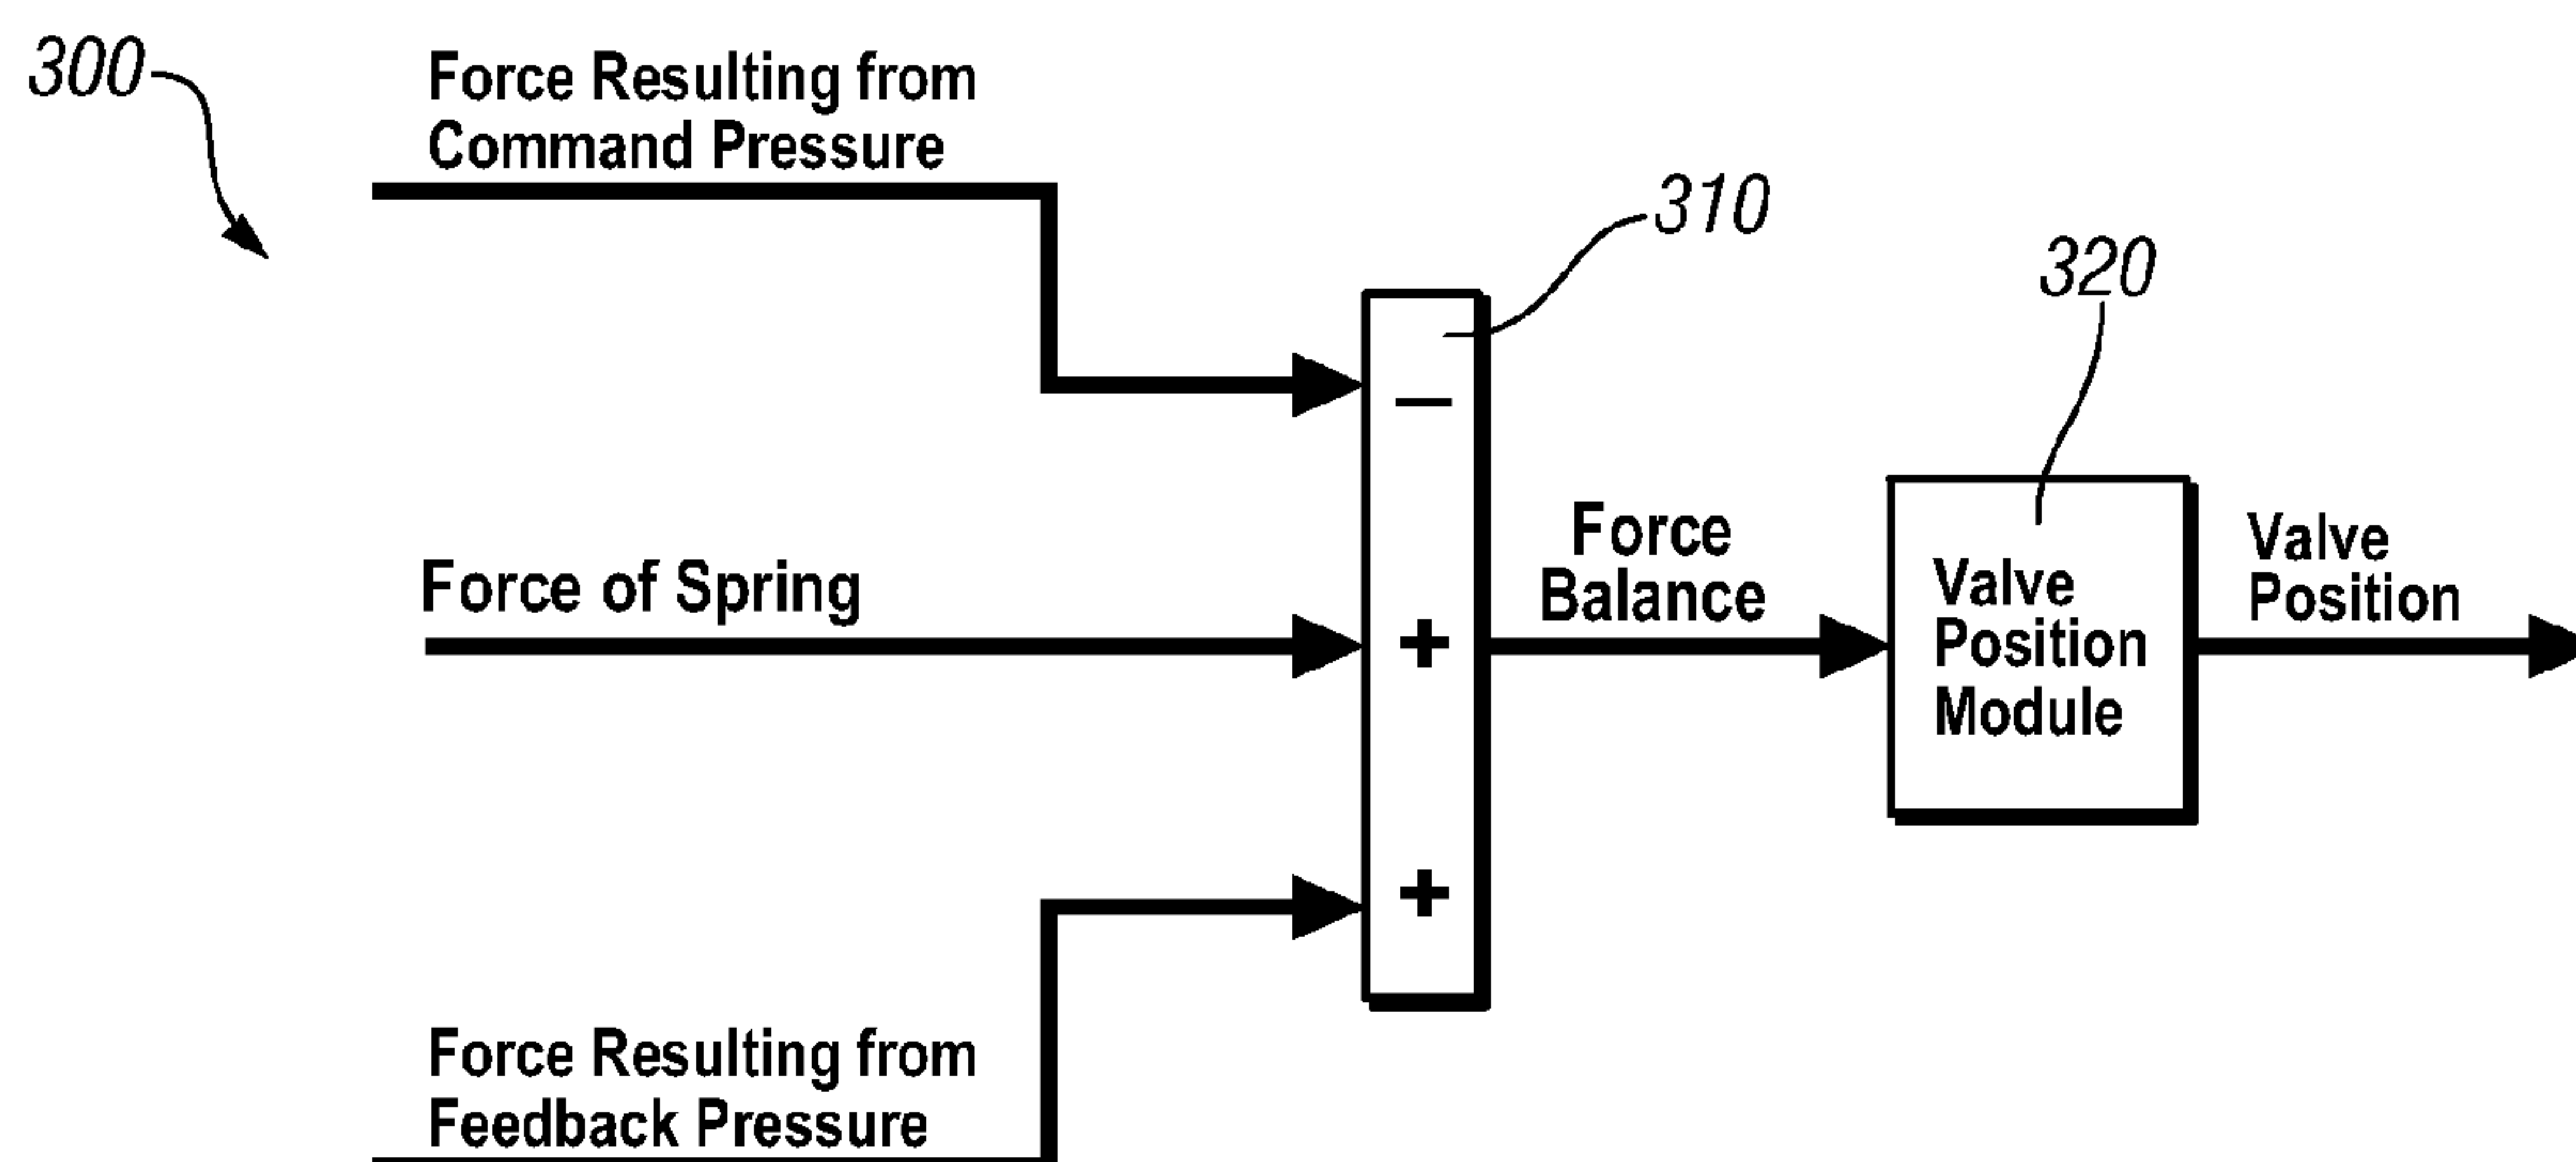 300
Force Resulting from
Command Pressure
310
320
–
Force of Spring
+
Force
Balance
Valve
Position
Module
Valve
Position
+
Force Resulting from
Feedback Pressure